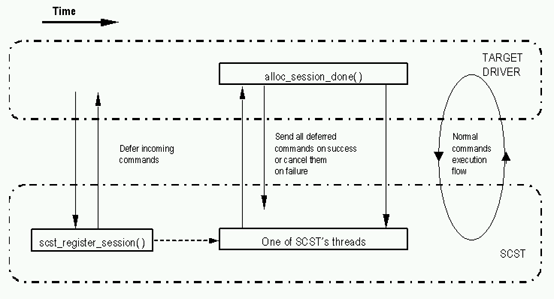 Time
TARGET
DRIVER
alloc_session_done( )
Defer incoming
commands
Send all deferred
commands on success
or cancel them
on failure
Normal
commands
execution
flow
scst_register_session( )
One of SCST's threads
SCST